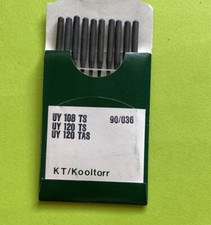 UY 108 TS 90/036
UY 120 TS
UY 120 TAS
KT/Kooltorr